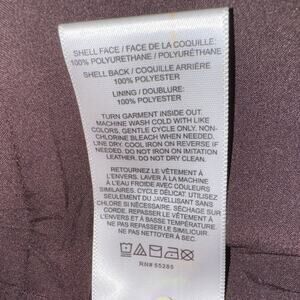 SHELL FACE / FACE DE LA COQUILLE:
100% POLYURETHANE / POLYURÉTHANE
SHELL BACK / COQUILLE ARRIÈRE
100% POLYESTER
LINING / DOUBLURE:
100% POLYESTER
TURN GARMENT INSIDE OUT.
MACHINE WASH COLD WITH LIKE
COLORS, GENTLE CYCLE ONLY. NON-
CHLORINE BLEACH WHEN NEEDED.
LINE DRY. COOL IRON ON REVERSE IF
NEEDED. DO NOT IRON ON IMITATION
LEATHER. DO NOT DRY CLEAN.
RETOURNEZ LE VÊTEMENT À
L'ENVERS. LAVER À LA MACHINE
À L'EAU FROIDE AVEC COULEURS
SIMILAIRES. CYCLE DÉLICAT. UTILISEZ
SEULEMENT DU JAVELLISANT SANS
CHLORE SI NÉCESSAIRE. SÉCHAGE SUR
CORDE. REPASSER LE VÊTEMENT À
L'ENVERS ET À BASSE TEMPÉRATURE
NE PAS REPASSER LE SIMILICUIR.
NE PAS NETTOYER À SEC.
RN# 55285